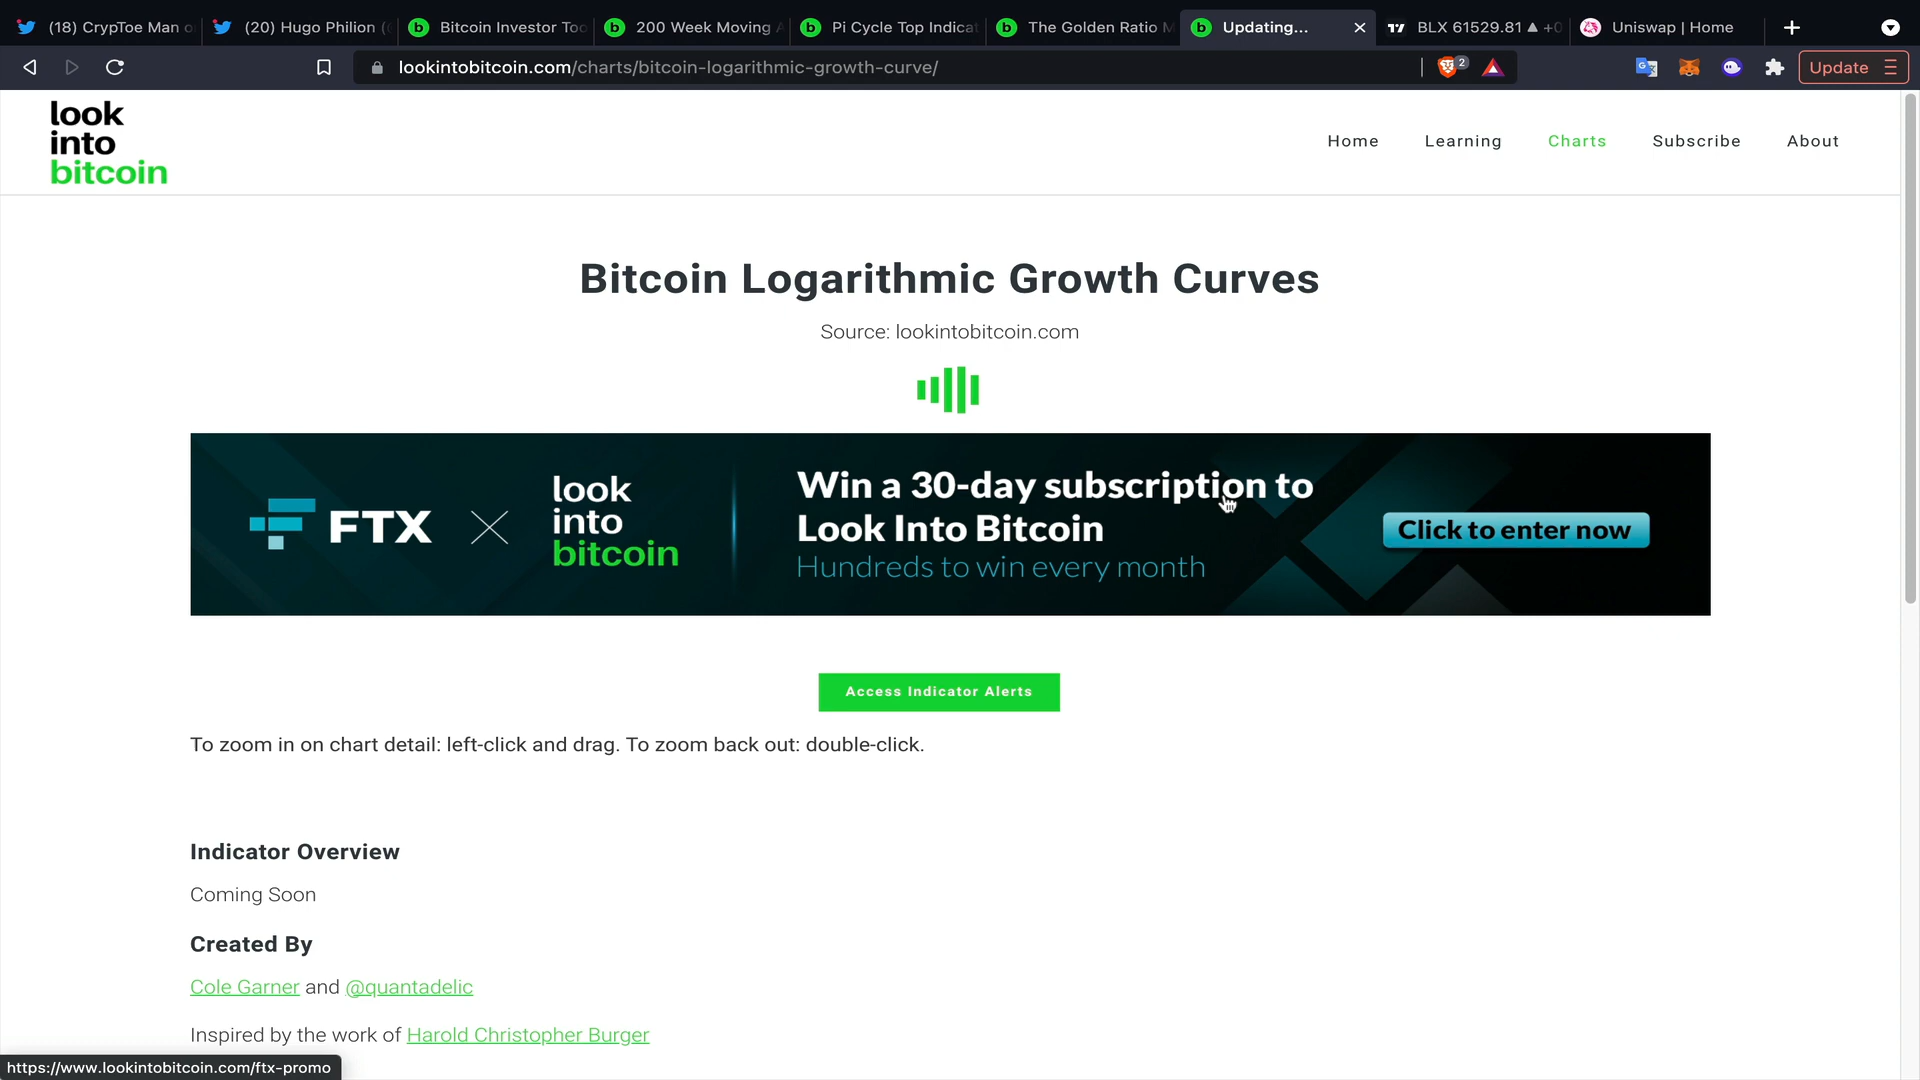 (18) CrypToe Man o
(20) Hugo Philion (
Bitcoin Investor Too
200 Week Moving A
Pi Cycle Top Indicat
The Golden Ratio M
Updating...
BLX 61529.81 ▲ +0
Uniswap | Home
lookintobitcoin.com/charts/bitcoin-logarithmic-growth-curve/
2
Update
look
into
bitcoin
Home
Learning
Charts
Subscribe
About
Bitcoin Logarithmic Growth Curves
Source: lookintobitcoin.com
FTX
look
into
bitcoin
Win a 30-day subscription to
Look Into Bitcoin
Hundreds to win every month
Click to enter now
Access Indicator Alerts
To zoom in on chart detail: left-click and drag. To zoom back out: double-click.
Indicator Overview
Coming Soon
Created By
Cole Garner and @quantadelic
Inspired by the work of Harold Christopher Burger
https://www.lookintobitcoin.com/ftx-promo